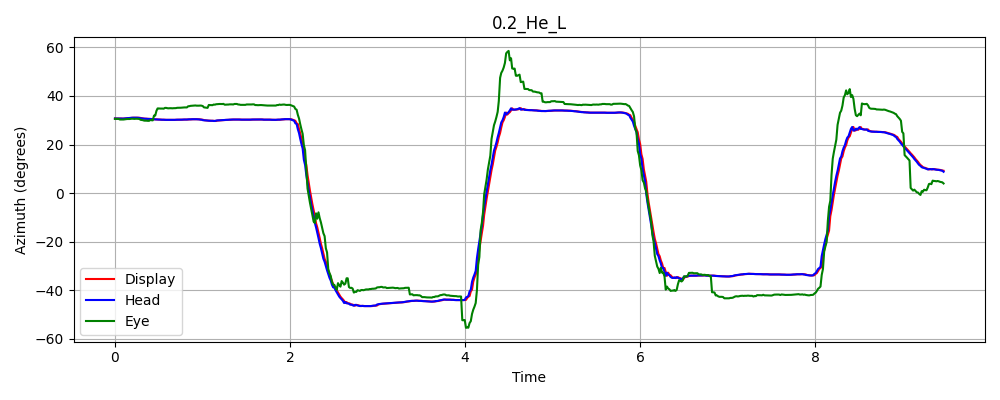 0.2_He_L
Azimuth (degrees)
60
40
20
0
−20
−40
−60
Display
Head
Eye
0 2 4 6 8
Time